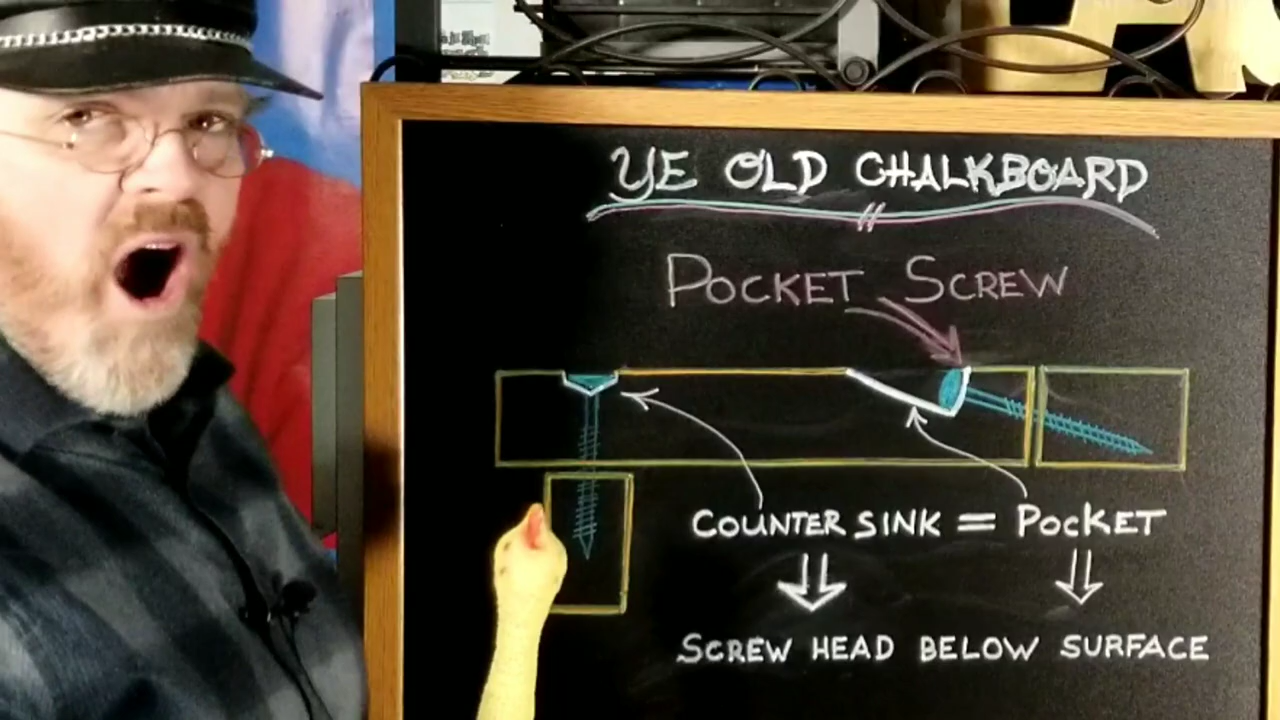 YE OLD CHALKBOARD
POCKET SCREW
COUNTER SINK = POCKET
SCREW HEAD BELOW SURFACE